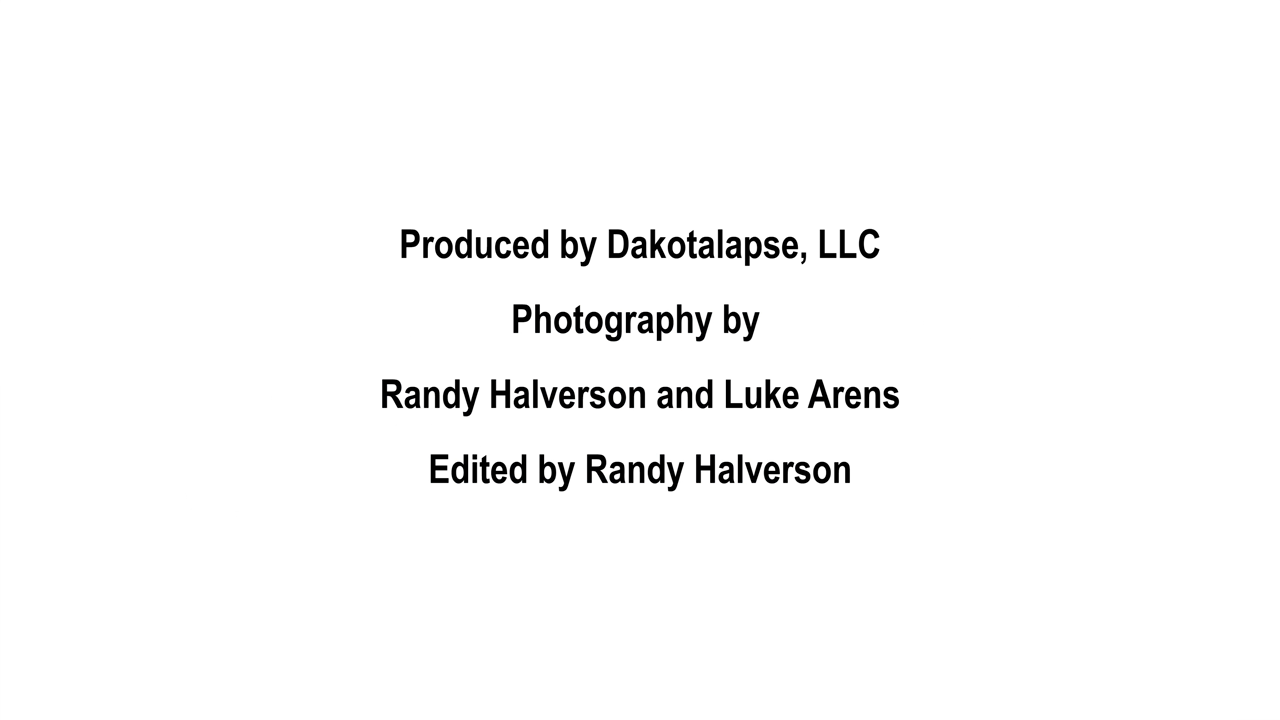 Produced by Dakotalapse, LLC
Photography by
Randy Halverson and Luke Arens
Edited by Randy Halverson